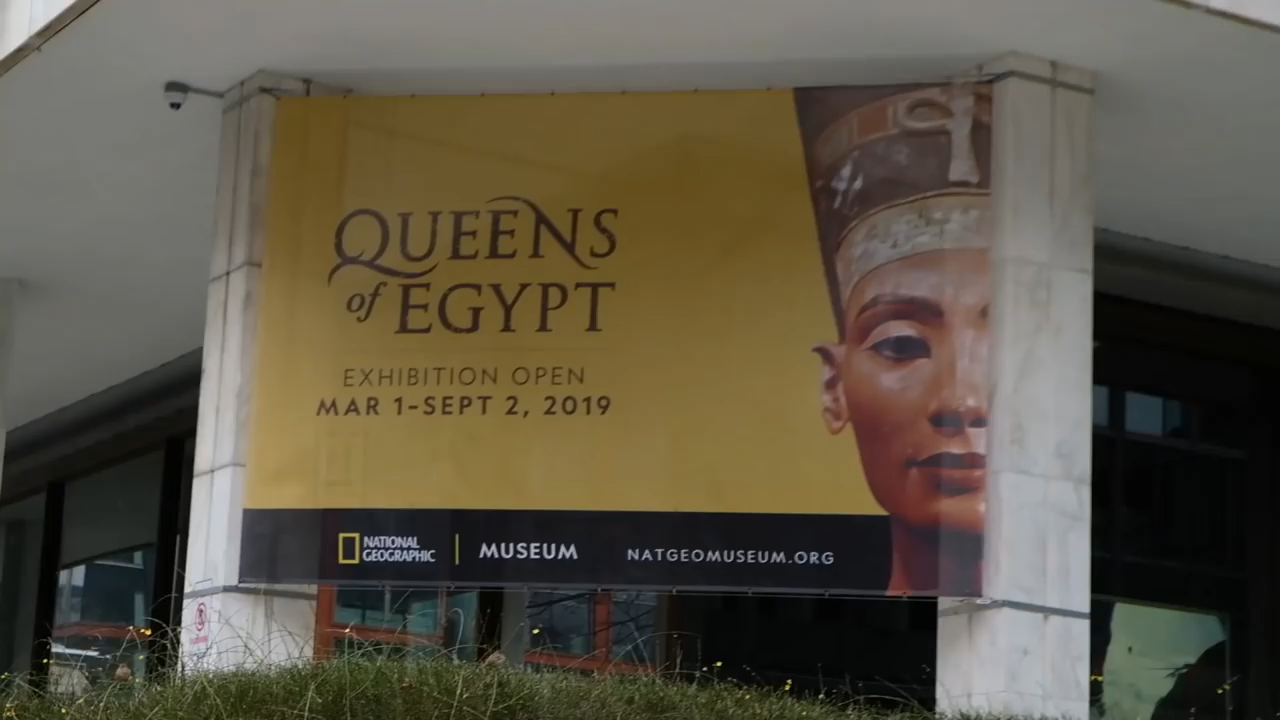 QUEENS
of EGYPT
EXHIBITION OPEN
MAR 1-SEPT 2, 2019
NATIONAL
GEOGRAPHIC
MUSEUM
NATGEOMUSEUM.ORG